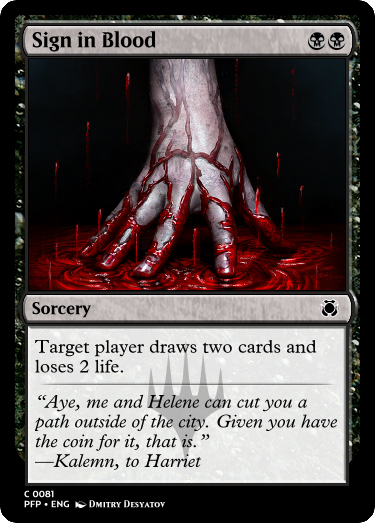 Sign in Blood
Sorcery
Target player draws two cards and
loses 2 life.
“Aye, me and Helene can cut you a
path outside of the city. Given you have
the coin for it, that is.”
—Kalemn, to Harriet
C 0081
PFP • ENG Dmitry Desyatov